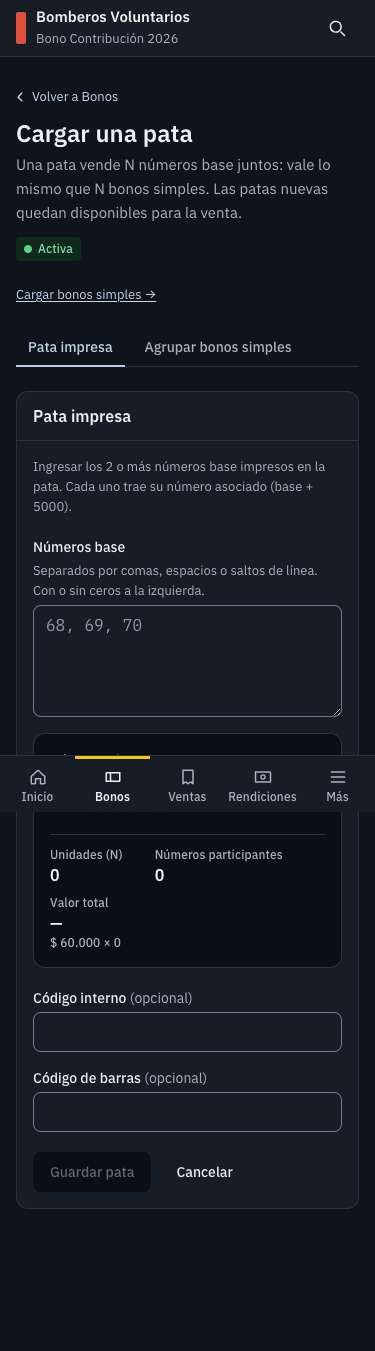 Bomberos Voluntarios
Bono Contribución 2026
Volver a Bonos
Cargar una pata
Una pata vende N números base juntos: vale lo
mismo que N bonos simples. Las patas nuevas
quedan disponibles para la venta.
Activa
Cargar bonos simples →
Pata impresa
Agrupar bonos simples
Pata impresa
Ingresar los 2 o más números base impresos en la
pata. Cada uno trae su número asociado (base +
5000).
Números base
Separados por comas, espacios o saltos de línea.
Con o sin ceros a la izquierda.
68, 69, 70
Inicio
Bonos
Ventas
Rendiciones
Más
Unidades (N)
Números participantes
0
0
Valor total
—
$ 60.000 × 0
Código interno (opcional)
Código de barras (opcional)
Guardar pata
Cancelar